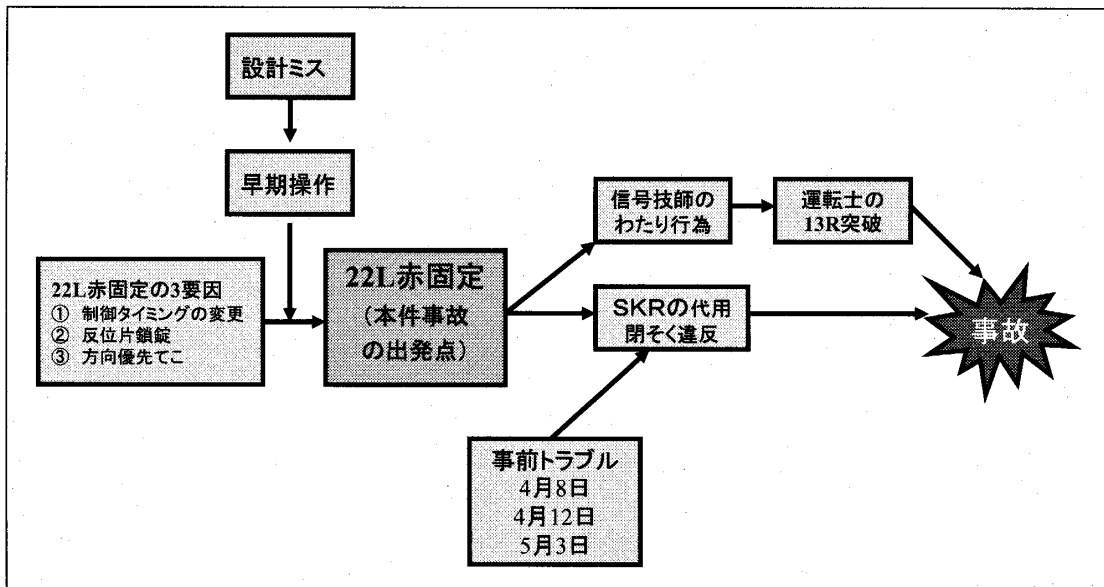 設計ミス
早期操作
22L赤固定の3要因
① 制御タイミングの変更
② 反位片鎖錠
③ 方向優先てこ
22L赤固定
(本件事故
の出発点)
信号技師の
わたり行為
運転士の
13R突破
SKRの代用
閉そく違反
事故
事前トラブル
4月8日
4月12日
5月3日